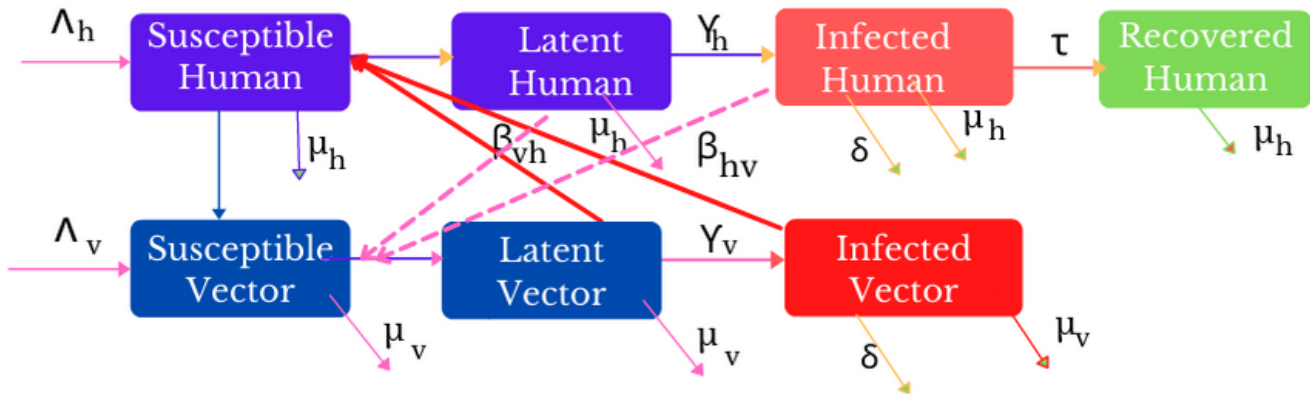 Λh
Susceptible
Human
Latent
Human
γh
Infected
Human
τ
Recovered
Human
μh
βvh
μh
βhv
δ
μh
μh
Λv
Susceptible
Vector
Latent
Vector
γv
Infected
Vector
μv
μv
δ
μv